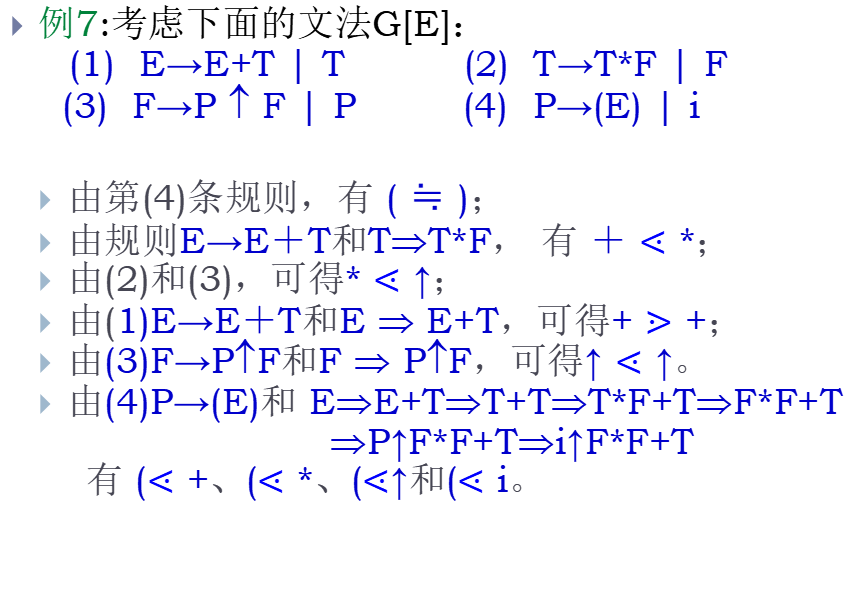 例7:考虑下面的文法G[E]：
(1) E→E+T | T (2) T→T*F | F
(3) F→P↑F | P (4) P→(E) | i
由第(4)条规则，有 ( ≒ )；
由规则E→E＋T和T⇒T*F， 有 ＋ ⋖ *；
由(2)和(3)，可得* ⋖ ↑；
由(1)E→E＋T和E ⇒ E+T，可得+ ⋗ +；
由(3)F→P↑F和F ⇒ P↑F，可得↑ ⋖ ↑。
由(4)P→(E)和 E⇒E+T⇒T+T⇒T*F+T⇒F*F+T
⇒P↑F*F+T⇒i↑F*F+T
有 (⋖ +、(⋖ *、(⋖↑和(⋖ i。